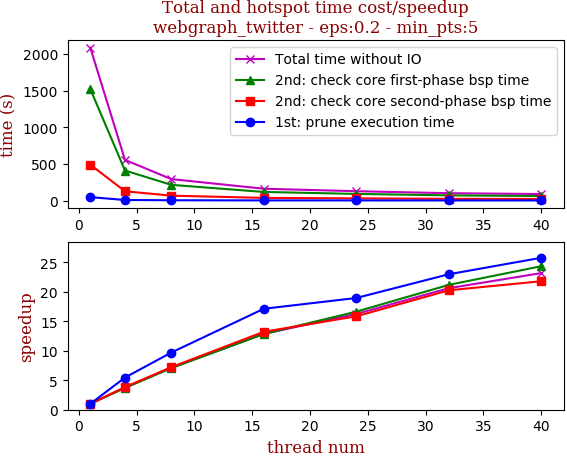 Total and hotspot time cost/speedup
webgraph_twitter - eps:0.2 - min_pts:5
time (s)
2000
1500
1000
500
0
Total time without IO
2nd: check core first-phase bsp time
2nd: check core second-phase bsp time
1st: prune execution time
0 5 10 15 20 25 30 35 40
speedup
25
20
15
10
5
0
0 5 10 15 20 25 30 35 40
thread num